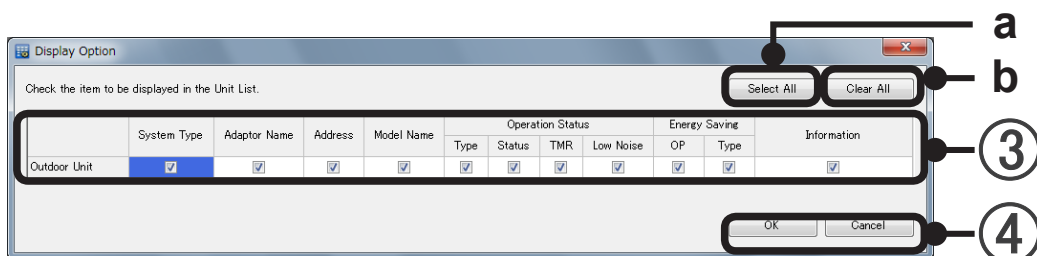 a
Display Option
b
Check the item to be displayed in the Unit List.
Select All
Clear All
System Type
Adaptor Name
Address
Model Name
Operation Status
Energy Saving
Information
Type
Status
TMR
Low Noise
OP
Type
③
Outdoor Unit
OK
Cancel
④